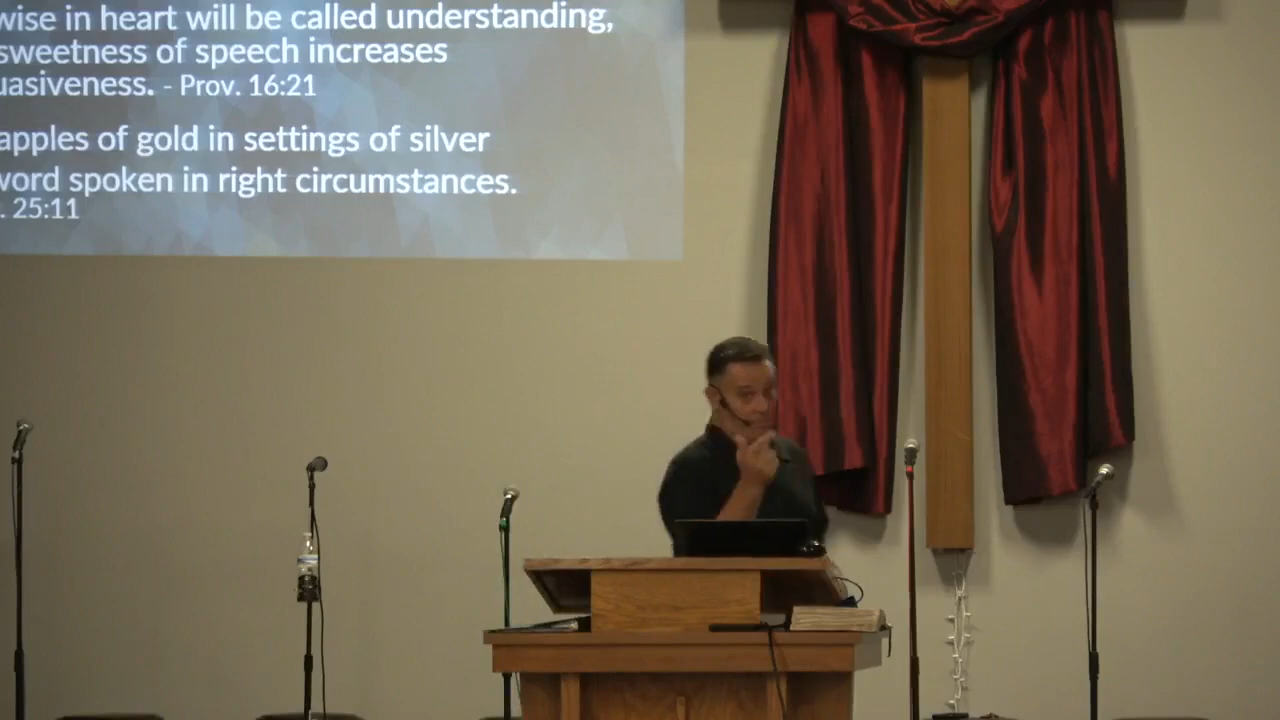 wise in heart will be called understanding,
sweetness of speech increases
uasiveness. - Prov. 16:21
apples of gold in settings of silver
word spoken in right circumstances.
. 25:11